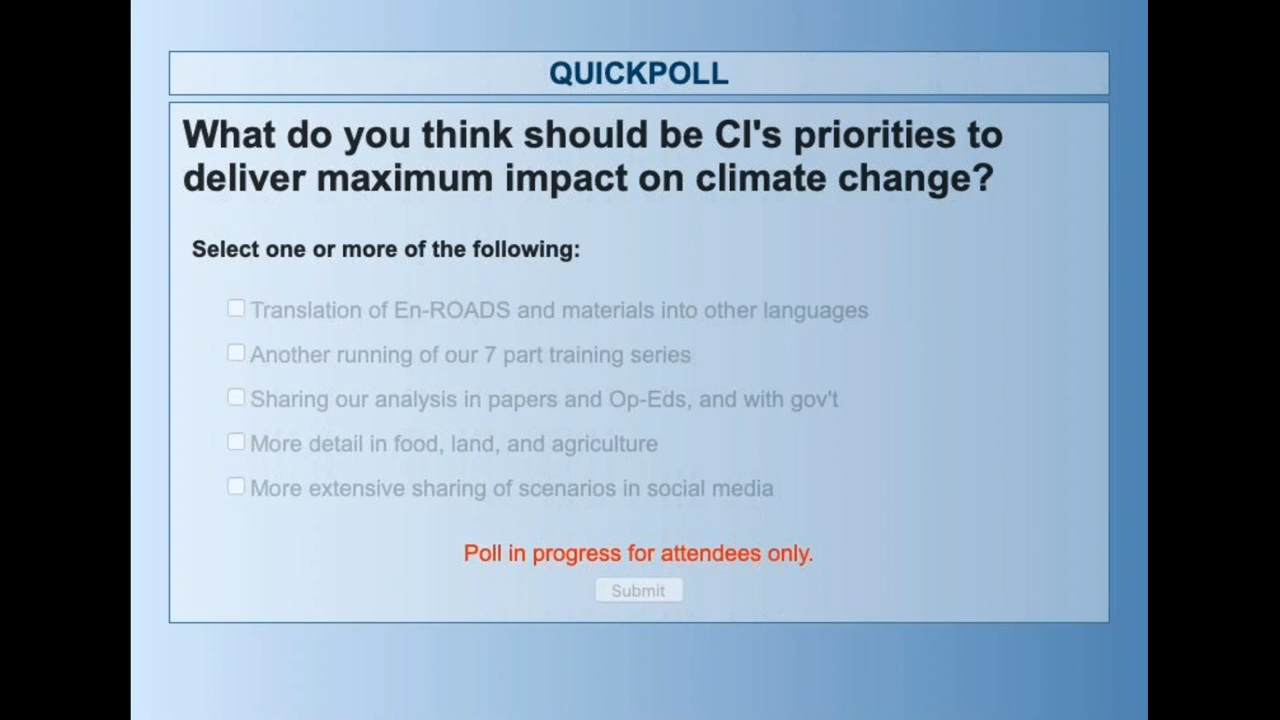 QUICKPOLL
What do you think should be CI's priorities to
deliver maximum impact on climate change?
Select one or more of the following:
Translation of En-ROADS and materials into other languages
Another running of our 7 part training series
Sharing our analysis in papers and Op-Eds, and with gov't
More detail in food, land, and agriculture
More extensive sharing of scenarios in social media
Poll in progress for attendees only.
Submit